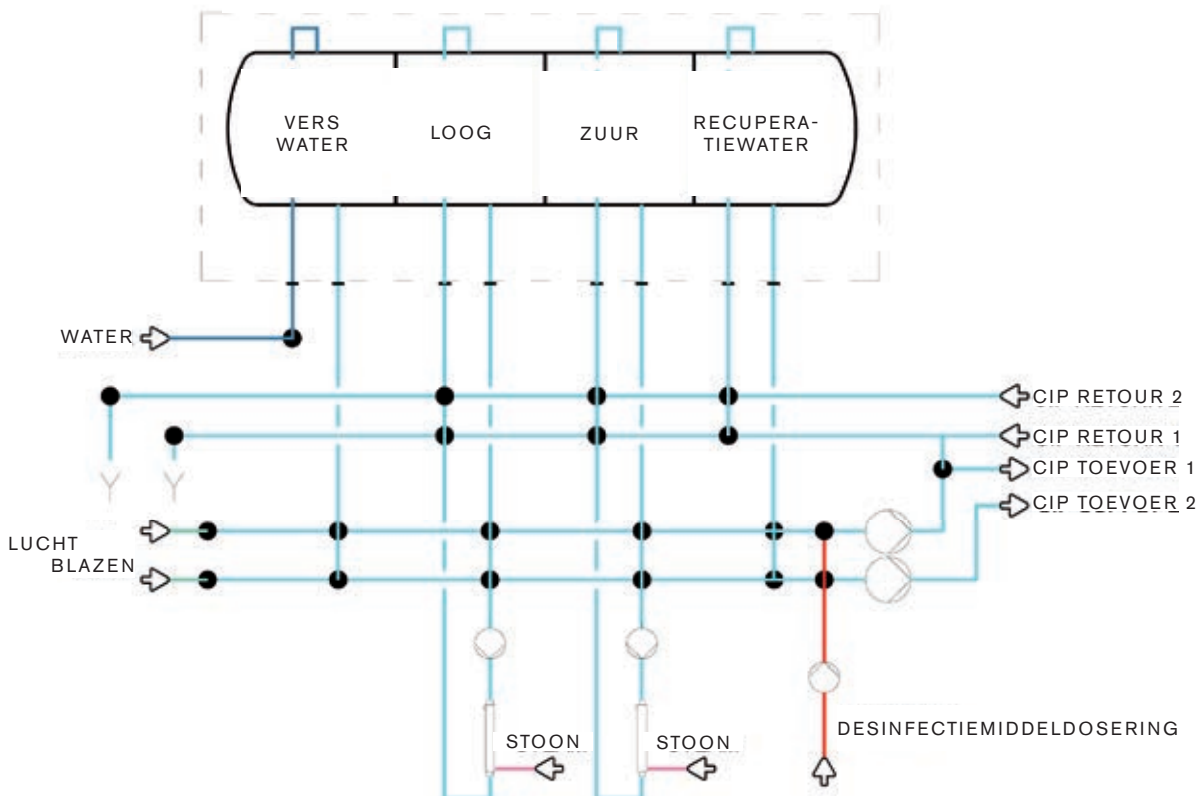 VERS
WATER
LOOG
ZUUR
RECUPERA-
TIEWATER
WATER
CIP RETOUR 2
CIP RETOUR 1
CIP TOEVOER 1
CIP TOEVOER 2
LUCHT
BLAZEN
STOON
STOON
DESINFECTIEMIDDELDOSERING